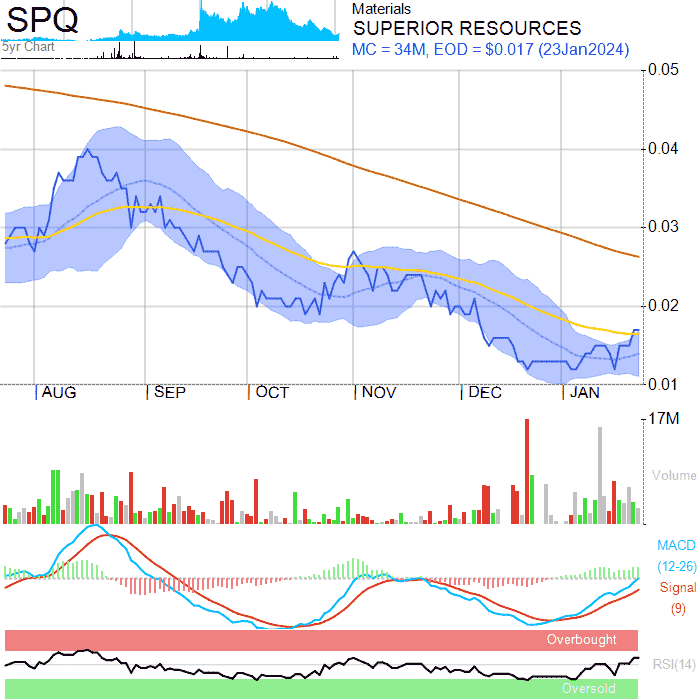 SPQ
5yr Chart
Materials
SUPERIOR RESOURCES
MC = 34M, EOD = $0.017 (23Jan2024)
0.05
0.04
0.03
0.02
0.01
AUG SEP OCT NOV DEC JAN
17M
Volume
MACD
(12-26)
Signal
(9)
Overbought
RSI(14)
Oversold